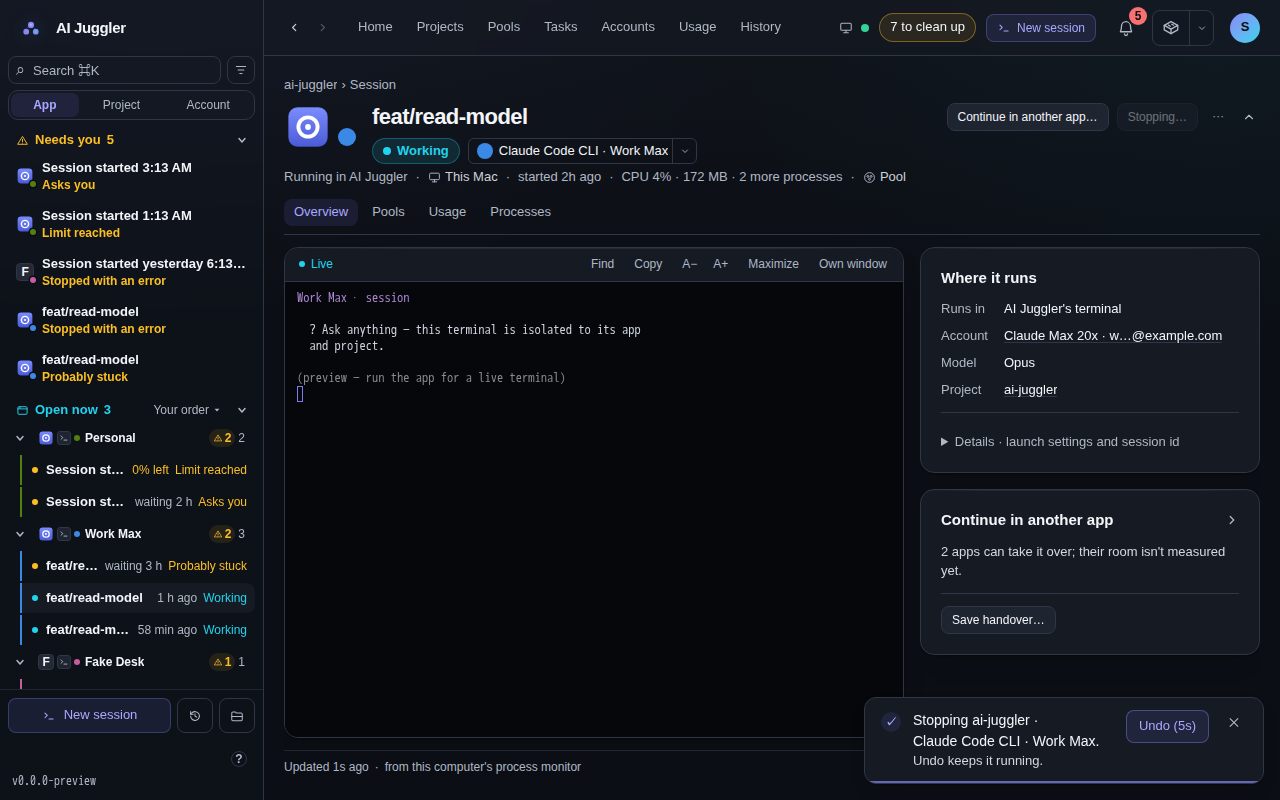 AI Juggler
Search ⌘K
App Project Account
Needs you 5
Session started 3:13 AM
Asks you
Session started 1:13 AM
Limit reached
F Session started yesterday 6:13…
Stopped with an error
feat/read-model
Stopped with an error
feat/read-model
Probably stuck
Open now 3 Your order
Personal 2 2
Session st… 0% left Limit reached
Session st… waiting 2 h Asks you
Work Max 2 3
feat/re… waiting 3 h Probably stuck
feat/read-model 1 h ago Working
feat/read-m… 58 min ago Working
F Fake Desk 1 1
New session
?
v0.0.0-preview
Home Projects Pools Tasks Accounts Usage History
7 to clean up
New session
5
S
ai-juggler › Session
feat/read-model
Continue in another app… Stopping… ⋯
Working Claude Code CLI · Work Max
Running in AI Juggler · This Mac · started 2h ago · CPU 4% · 172 MB · 2 more processes · Pool
Overview Pools Usage Processes
Live Find Copy A− A+ Maximize Own window
Work Max · session
? Ask anything — this terminal is isolated to its app
and project.
(preview — run the app for a live terminal)
Updated 1s ago · from this computer's process monitor
Where it runs
Runs in AI Juggler's terminal
Account Claude Max 20x · w…@example.com
Model Opus
Project ai-juggler
Details · launch settings and session id
Continue in another app
2 apps can take it over; their room isn't measured
yet.
Save handover…
Stopping ai-juggler ·
Claude Code CLI · Work Max.
Undo keeps it running.
Undo (5s)